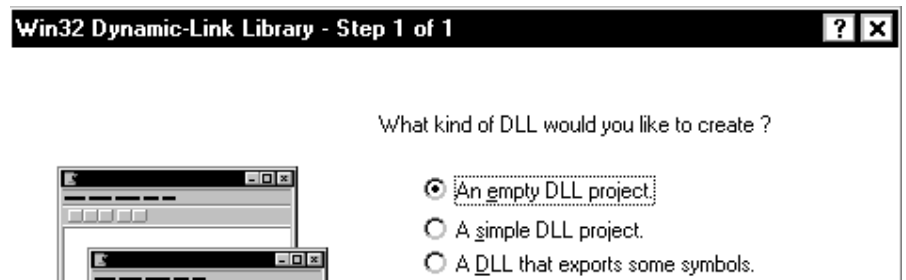 Win32 Dynamic-Link Library - Step 1 of 1
What kind of DLL would you like to create ?
An empty DLL project.
A simple DLL project.
A DLL that exports some symbols.